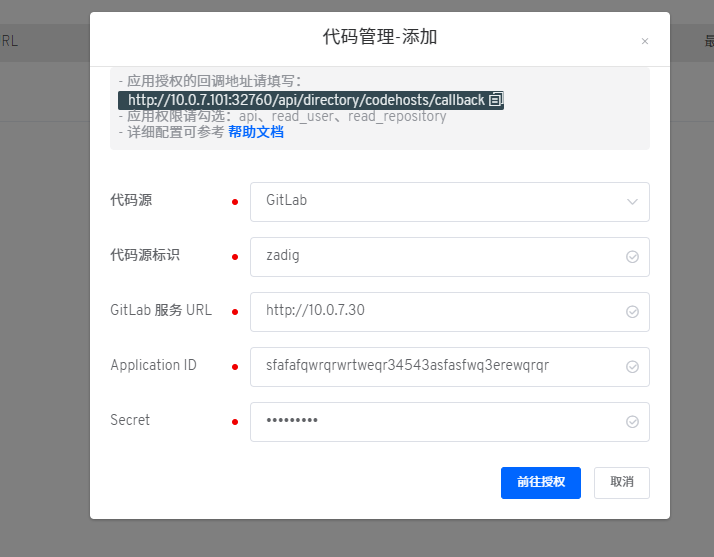 RL
最
代码管理-添加
×
- 应用授权的回调地址请填写：
http://10.0.7.101:32760/api/directory/codehosts/callback
- 应用权限请勾选：api、read_user、read_repository
- 详细配置可参考 帮助文档
代码源
GitLab
代码源标识
zadig
GitLab 服务 URL
http://10.0.7.30
Application ID
sfafafqwrqrwrtweqr34543asfasfwq3erewqrqr
Secret
•••••••••
前往授权
取消